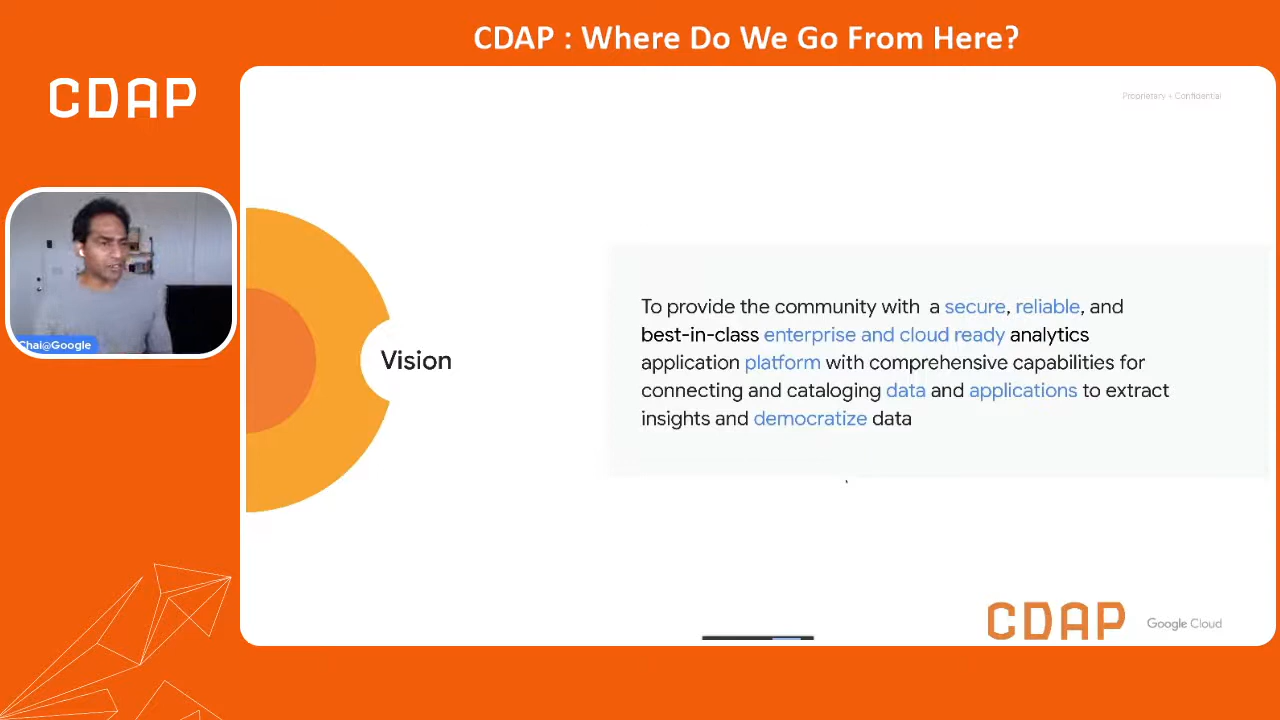 CDAP : Where Do We Go From Here?
CDAP
Proprietary + Confidential
Chai@Google
Vision
To provide the community with a secure, reliable, and
best-in-class enterprise and cloud ready analytics
application platform with comprehensive capabilities for
connecting and cataloging data and applications to extract
insights and democratize data
CDAP
Google Cloud